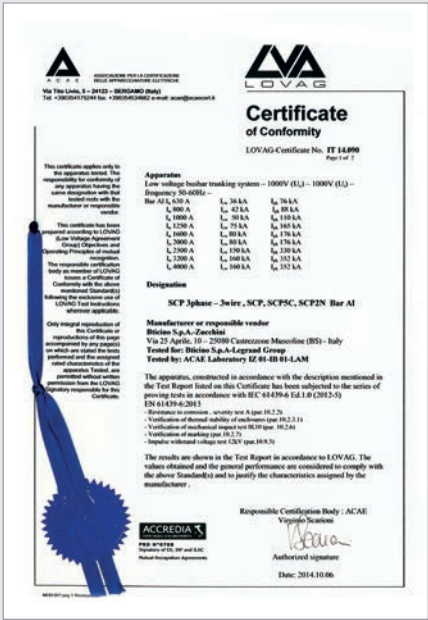 ACAE
ASSOCIAZIONE PER LA CERTIFICAZIONE
DELLE APPARECCHIATURE ELETTRICHE
Via Tito Livio, 5 – 24123 – BERGAMO (Italy)
Tel. +390354175244 fax. +390354534662 e-mail: acae@acaecert.it
LOVAG
Certificate
of Conformity
LOVAG-Certificate No. IT 14.090
Page 1 of 2
This certificate applies only to
the apparatus tested. The
responsibility for conformity of
any apparatus having the
same designation with that
tested rests with the
manufacturer or responsible
vendor.
This certificate has been
prepared according to LOVAG
(Low Voltage Agreement
Group) Objectives and
Operating Principles of mutual
recognition.
The responsible certification
body as member of LOVAG
issues a Certificate of
Conformity with the above
mentioned Standard(s)
following the exclusive use of
LOVAG Test Instructions
wherever applicable.
Only integral reproduction of
this Certificate or
reproductions of this page
accompanied by any page(s)
on which are stated the tests
performed and the assigned
rated characteristics of the
apparatus Tested, are
permitted without written
permission from the LOVAG
signatory responsible for this
Certificate.
Apparatus
Low voltage busbar trunking system – 1000V (Ue) – 1000V (Ui) –
frequency 50-60Hz –
Bar Al In 630 A Icw 36 kA Ipk 76 kA
In 800 A Icw 42 kA Ipk 88 kA
In 1000 A Icw 50 kA Ipk 110 kA
In 1250 A Icw 75 kA Ipk 165 kA
In 1600 A Icw 80 kA Ipk 176 kA
In 2000 A Icw 80 kA Ipk 176 kA
In 2500 A Icw 150 kA Ipk 330 kA
In 3200 A Icw 160 kA Ipk 352 kA
In 4000 A Icw 160 kA Ipk 352 kA
Designation
SCP 3phase – 3wire , SCP, SCP5C, SCP2N Bar Al
Manufacturer or responsible vendor
Bticino S.p.A.-Zucchini
Via 25 Aprile, 10 – 25080 Castrezzone Muscoline (BS) - Italy
Tested for: Bticino S.p.A-Legrand Group
Tested by: ACAE Laboratory IZ 01-IB 01-LAM
The apparatus, constructed in accordance with the description mentioned in
the Test Report listed on this Certificate has been subjected to the series of
proving tests in accordance with IEC 61439-6 Ed.1.0 (2012-5)
EN 61439-6:2013
- Resistance to corrosion , severity test A (par.10.2.2)
- Verification of thermal stability of enclosures (par.10.2.3.1)
- Verification of mechanical impact test IK10 (par. 10.2.6)
- Verification of marking (par.10.2.7)
- Impulse withstand voltage test 12kV (par.10.9.3)
The results are shown in the Test Report in accordance to LOVAG. The
values obtained and the general performance are considered to comply with
the above Standard(s) and to justify the characteristics assigned by the
manufacturer .
Responsible Certification Body : ACAE
Virginio Scarioni
Authorized signature
Date: 2014.10.06
ACCREDIA
PRD N°075B
Signatory of EA, IAF and ILAC
Mutual Recognition Agreements